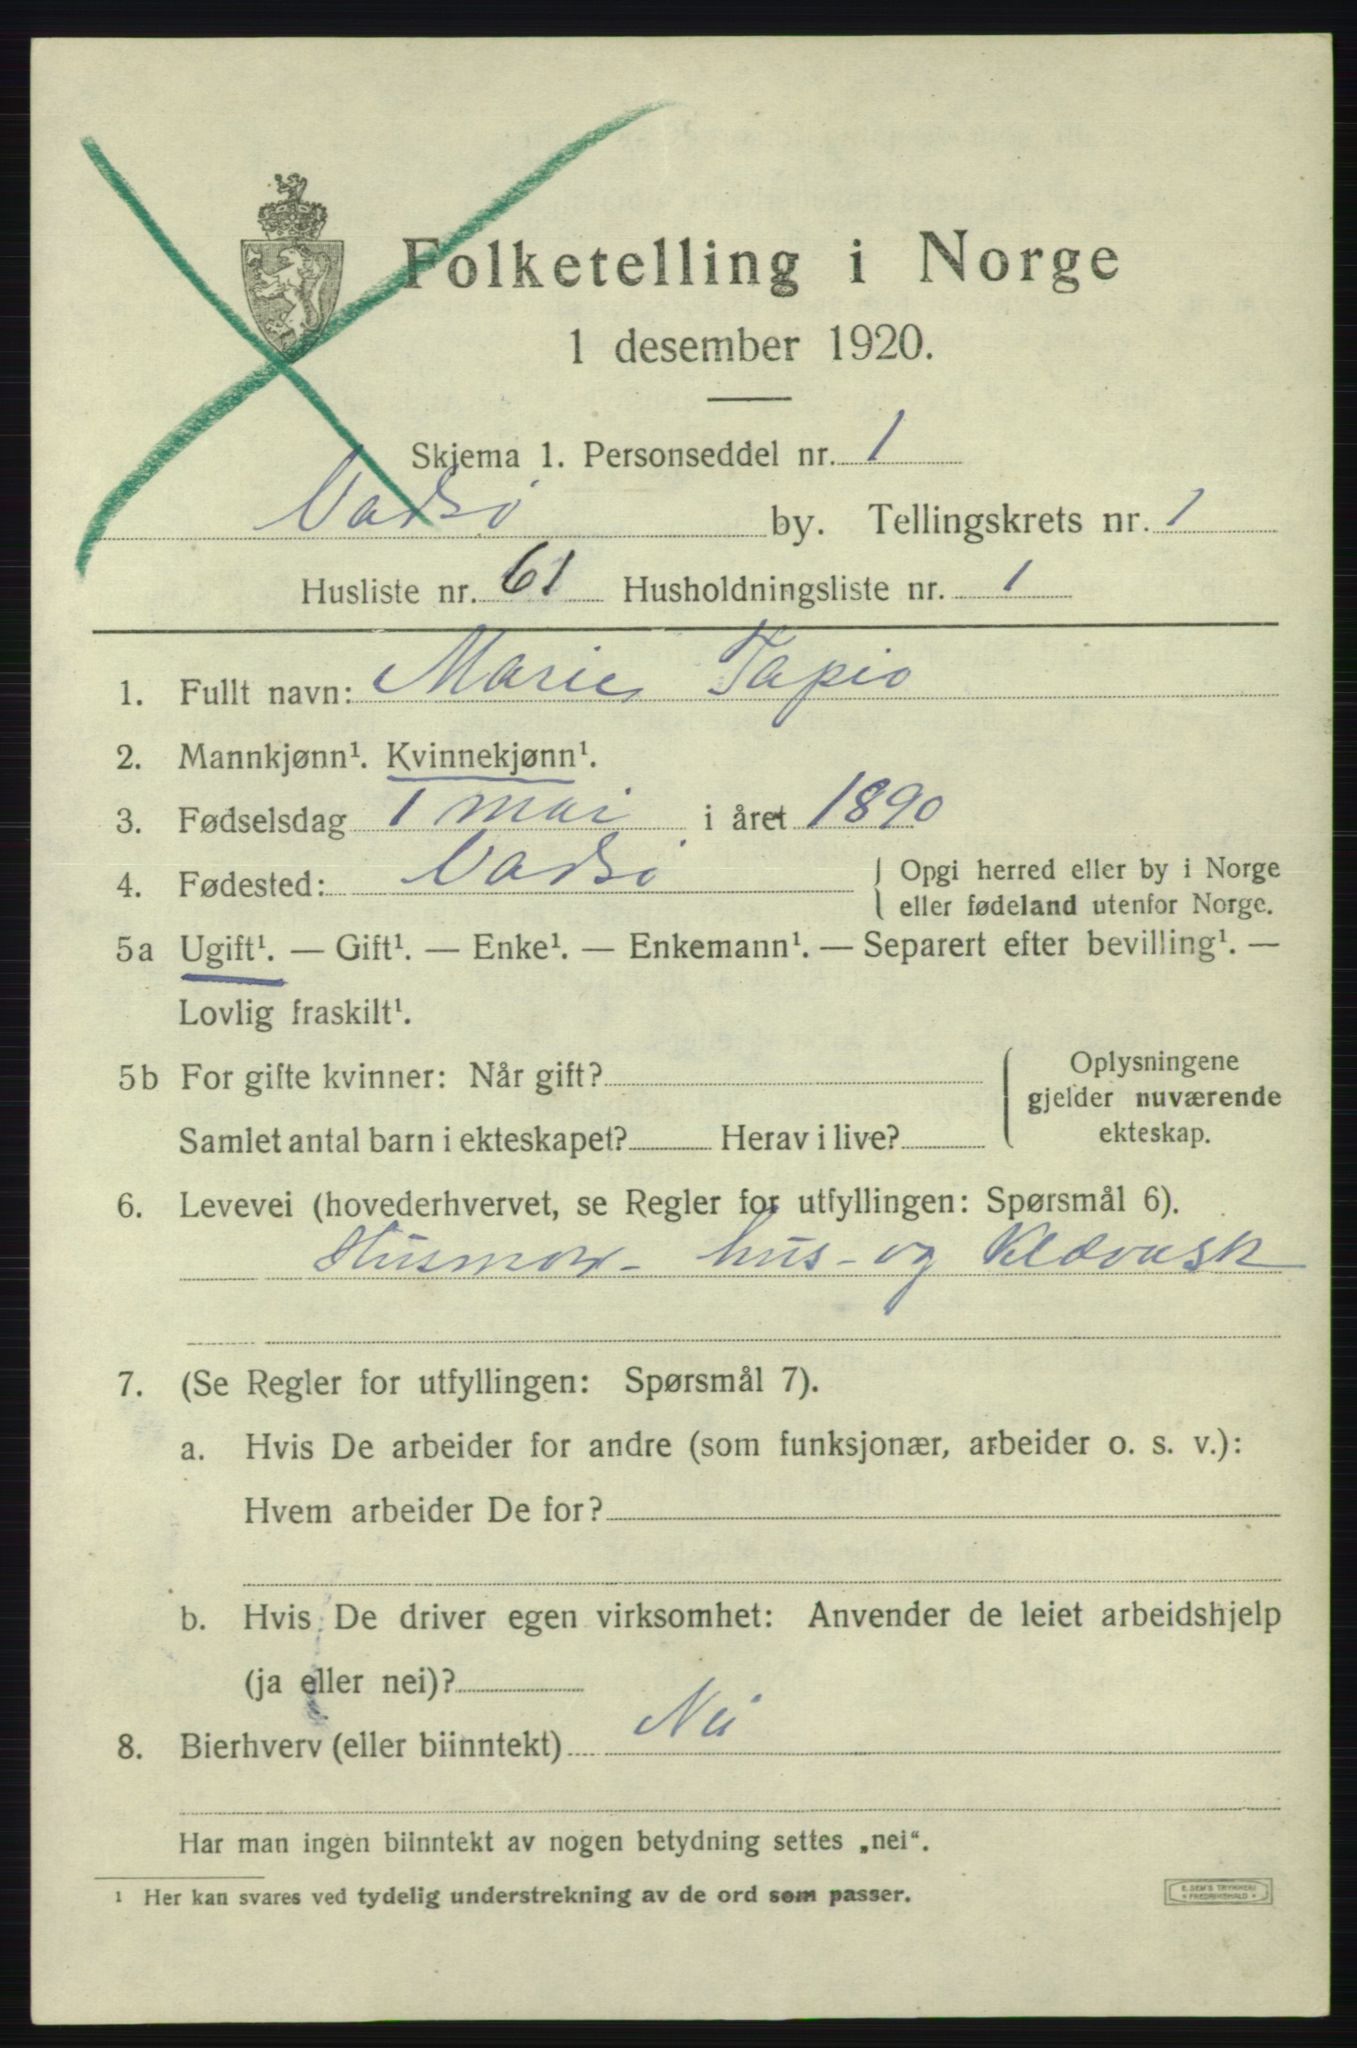 Folketelling i Norge
1 desember 1920.
Skjema 1. Personseddel nr. 1
Vadsö by. Tellingskrets nr. 1
Husliste nr. 61 Husholdningsliste nr. 1
1. Fullt navn: Marie Tapio
2. Mannkjønn¹. Kvinnekjønn¹.
3. Fødselsdag 1 mai i året 1890
4. Fødested: Vadsö { Opgi herred eller by i Norge
eller fødeland utenfor Norge.
5a Ugift¹. — Gift¹. — Enke¹. — Enkemann¹. — Separert efter bevilling¹. —
Lovlig fraskilt¹.
5b For gifte kvinner: Når gift?
Samlet antal barn i ekteskapet? Herav i live?
{ Oplysningene
gjelder nuværende
ekteskap.
6. Levevei (hovederhvervet, se Regler for utfyllingen: Spørsmål 6).
Husmor - hus- og Klævask
7. (Se Regler for utfyllingen: Spørsmål 7).
a. Hvis De arbeider for andre (som funksjonær, arbeider o. s. v.):
Hvem arbeider De for?
b. Hvis De driver egen virksomhet: Anvender de leiet arbeidshjelp
(ja eller nei)?
8. Bierhverv (eller biinntekt) Nei
Har man ingen biinntekt av nogen betydning settes „nei“.
¹ Her kan svares ved tydelig understrekning av de ord som passer.
E. SEM'S TRYKKERI
* FREDRIKSHALD *